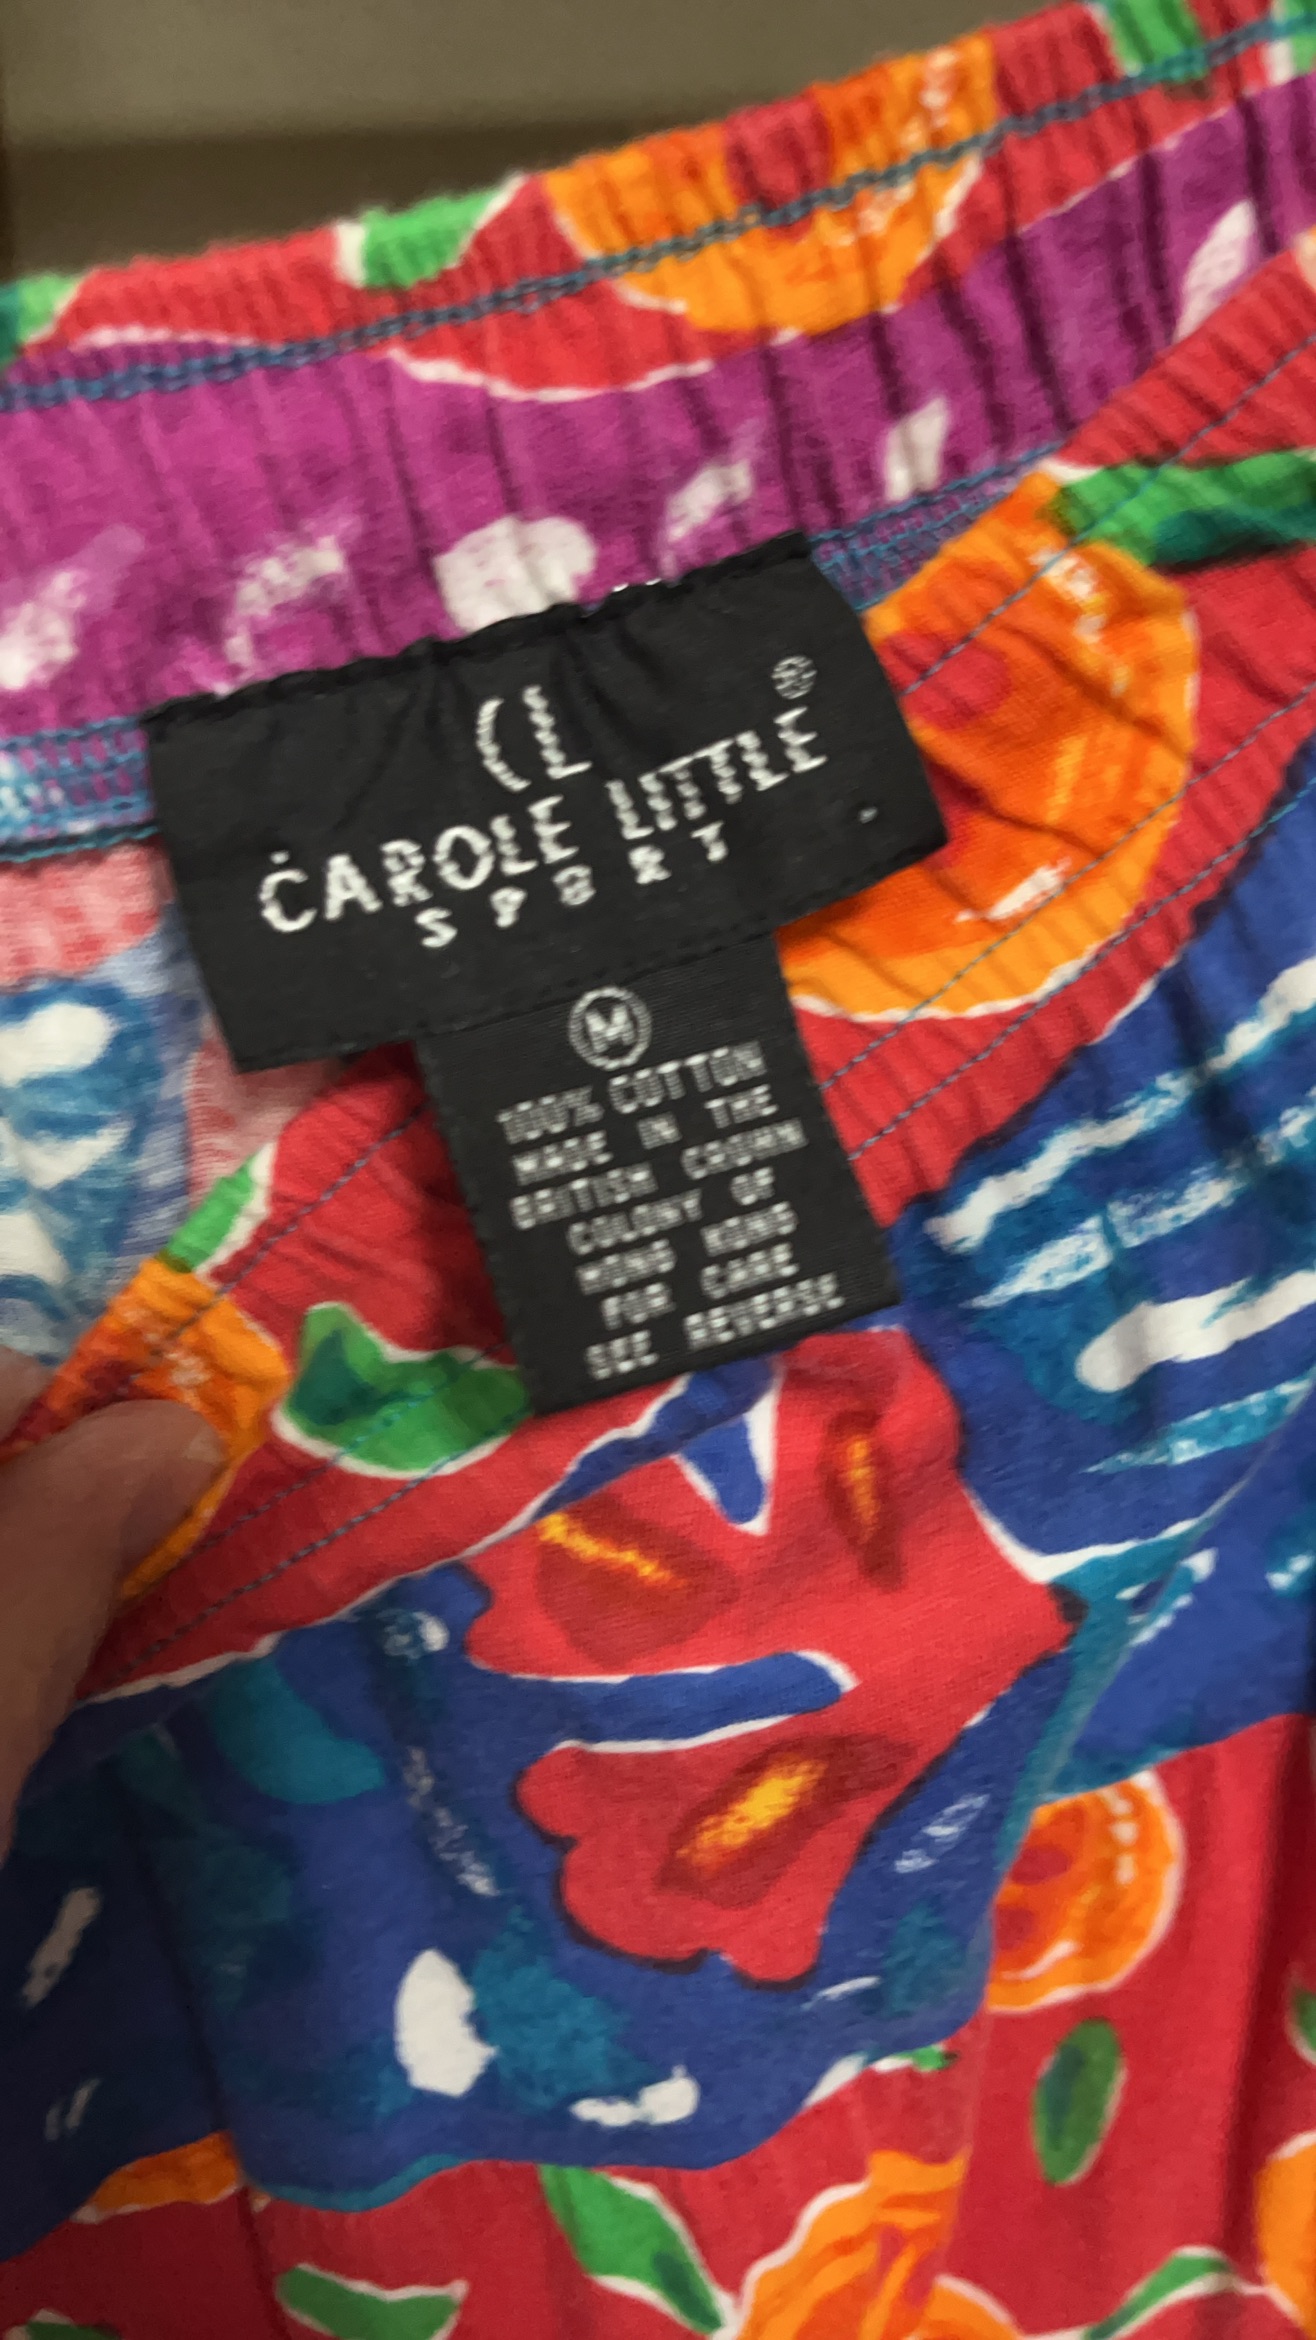 CL ®
CAROLE LITTLE
SPORT
M
100% COTTON
MADE IN THE
BRITISH CROWN
COLONY OF
HONG KONG
FOR CARE
SEE REVERSE